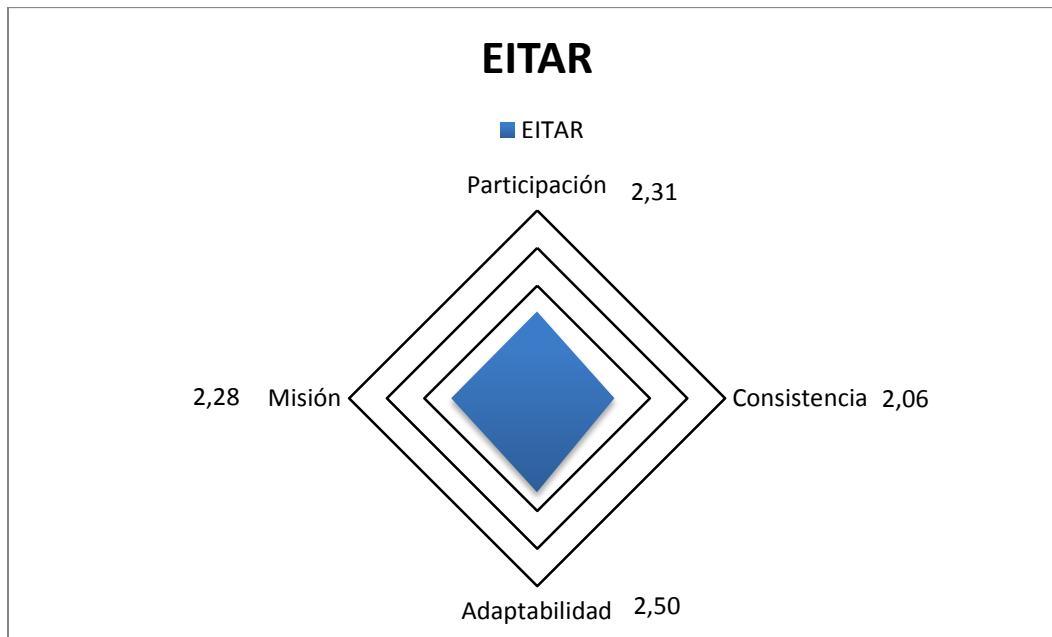 EITAR
EITAR
Participación 2,31
2,28 Misión
Consistencia 2,06
Adaptabilidad 2,50